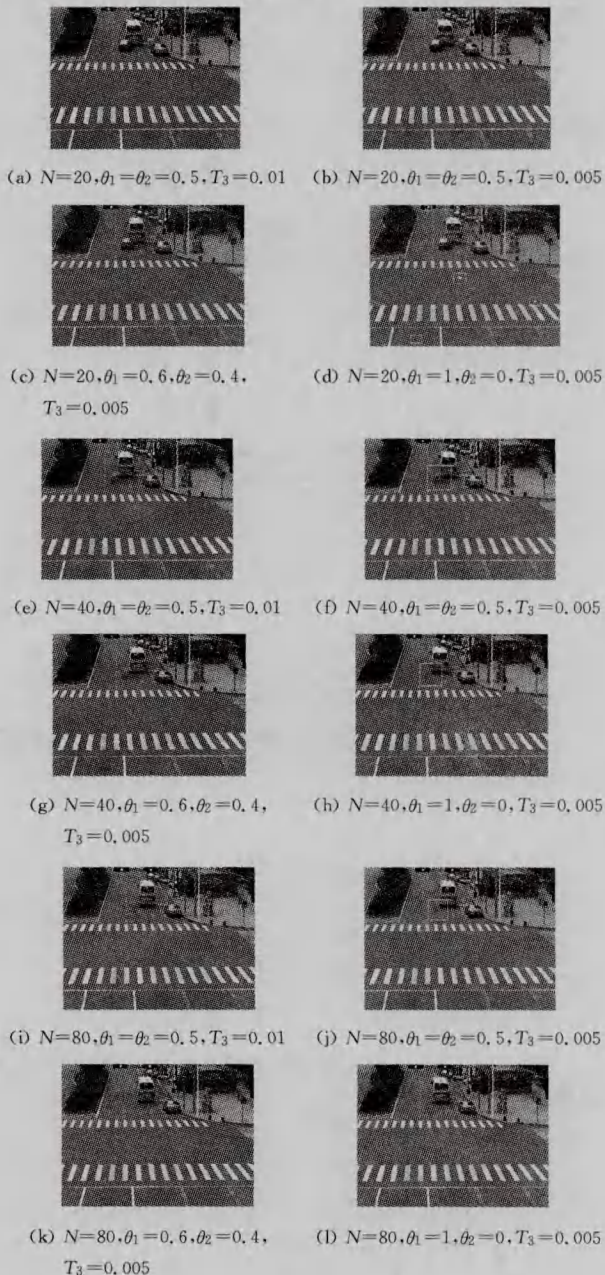 (a) N=20,θ₁=θ₂=0.5,T₃=0.01
(b) N=20,θ₁=θ₂=0.5,T₃=0.005
(c) N=20,θ₁=0.6,θ₂=0.4,
T₃=0.005
(d) N=20,θ₁=1,θ₂=0,T₃=0.005
(e) N=40,θ₁=θ₂=0.5,T₃=0.01
(f) N=40,θ₁=θ₂=0.5,T₃=0.005
(g) N=40,θ₁=0.6,θ₂=0.4,
T₃=0.005
(h) N=40,θ₁=1,θ₂=0,T₃=0.005
(i) N=80,θ₁=θ₂=0.5,T₃=0.01
(j) N=80,θ₁=θ₂=0.5,T₃=0.005
(k) N=80,θ₁=0.6,θ₂=0.4,
T₃=0.005
(l) N=80,θ₁=1,θ₂=0,T₃=0.005